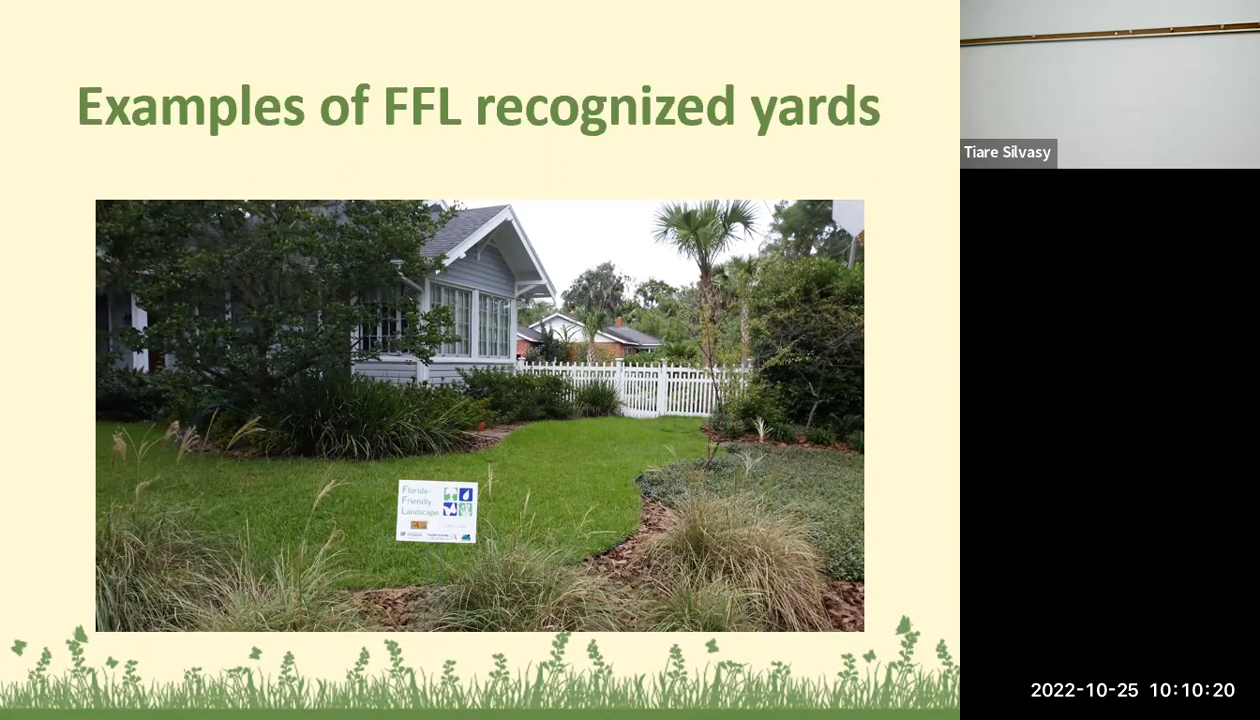 Examples of FFL recognized yards
Tiare Silvasy
Florida-
Friendly
Landscape
2022-10-25 10:10:20